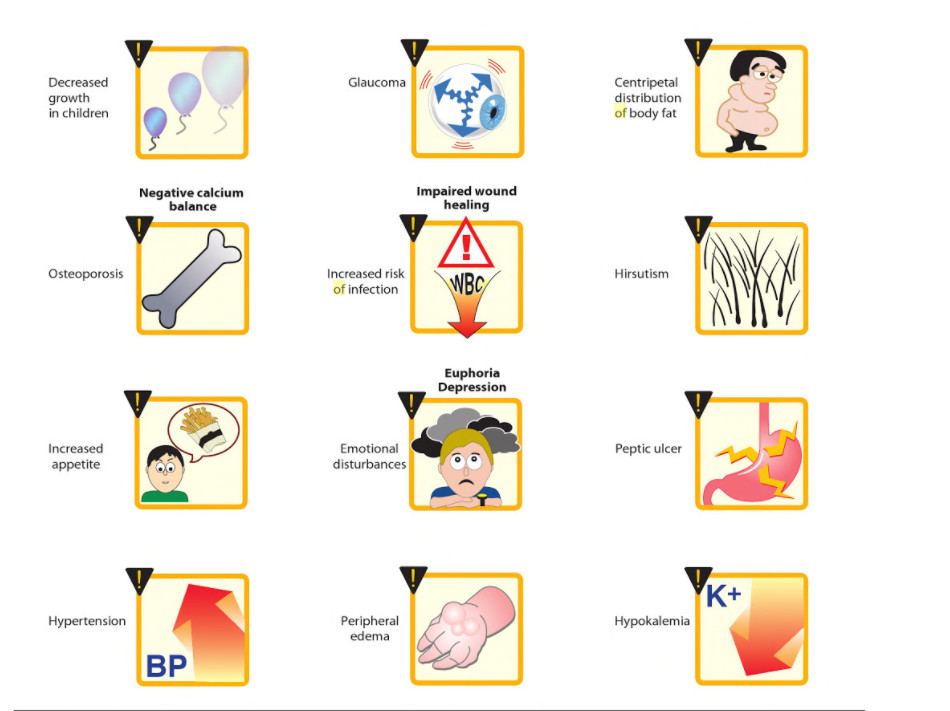 !
Decreased
growth
in children
!
Glaucoma
!
Centripetal
distribution
of body fat
Negative calcium
balance
!
Osteoporosis
Impaired wound
healing
!
Increased risk
of infection
!
WBC
!
Hirsutism
!
Increased
appetite
Euphoria
Depression
!
Emotional
disturbances
!
Peptic ulcer
!
Hypertension
BP
!
Peripheral
edema
!
Hypokalemia
K+